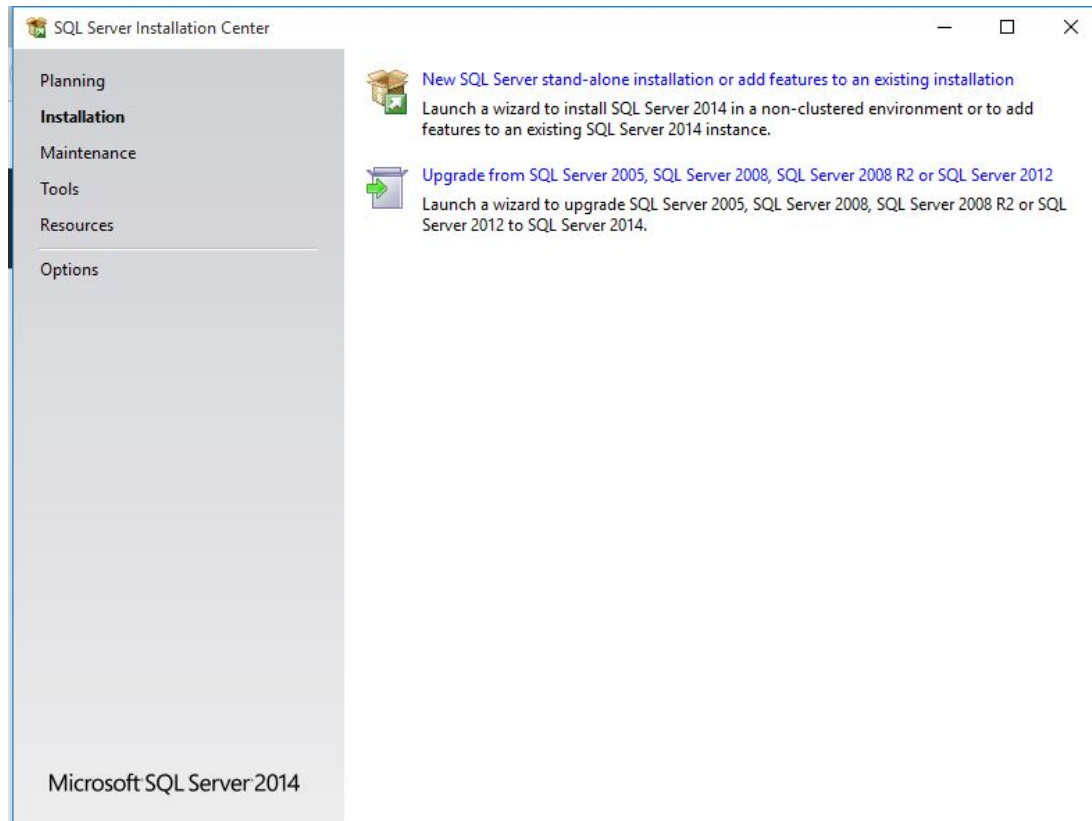 SQL Server Installation Center
Planning
Installation
Maintenance
Tools
Resources
Options
New SQL Server stand-alone installation or add features to an existing installation
Launch a wizard to install SQL Server 2014 in a non-clustered environment or to add
features to an existing SQL Server 2014 instance.
Upgrade from SQL Server 2005, SQL Server 2008, SQL Server 2008 R2 or SQL Server 2012
Launch a wizard to upgrade SQL Server 2005, SQL Server 2008, SQL Server 2008 R2 or SQL
Server 2012 to SQL Server 2014.
Microsoft SQL Server 2014